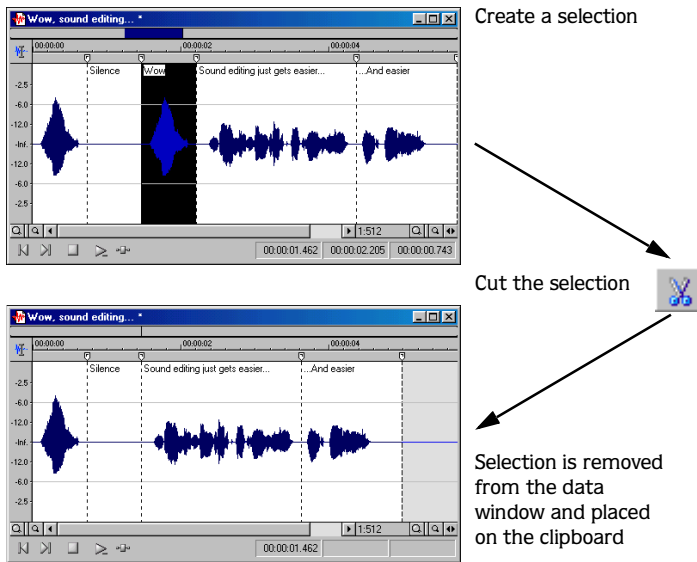 Wow, sound editing... *
Create a selection
00:00:00 00:00:02 00:00:04
Silence Wow Sound editing just gets easier... ...And easier
-2.5
-6.0
-12.0
-Inf.
-12.0
-6.0
-2.5
1:512
00:00:01.462 00:00:02.205 00:00:00.743
Cut the selection
Wow, sound editing... *
00:00:00 00:00:02 00:00:04
Silence Sound editing just gets easier... ...And easier
-2.5
-6.0
-12.0
-Inf.
-12.0
-6.0
-2.5
1:512
00:00:01.462
Selection is removed
from the data
window and placed
on the clipboard